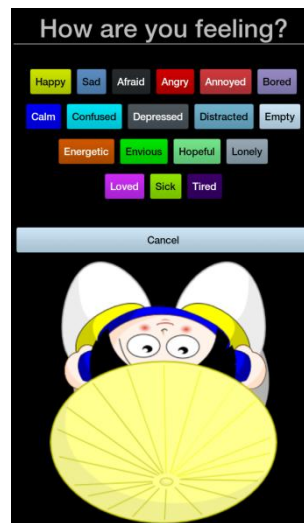 How are you feeling?
Happy Sad Afraid Angry Annoyed Bored
Calm Confused Depressed Distracted Empty
Energetic Envious Hopeful Lonely
Loved Sick Tired
Cancel